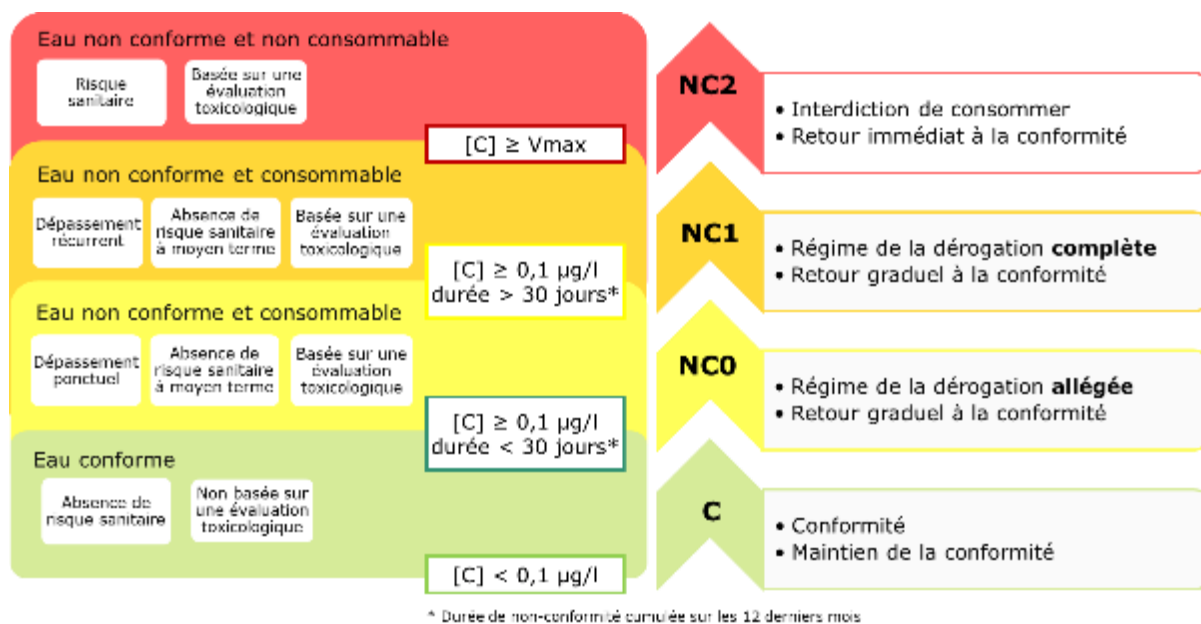 Eau non conforme et non consommable
Risque
sanitaire
Basée sur une
évaluation
toxicologique
[C] ≥ Vmax
NC2
• Interdiction de consommer
• Retour immédiat à la conformité
Eau non conforme et consommable
Dépassement
récurrent
Absence de
risque sanitaire
à moyen terme
Basée sur une
évaluation
toxicologique
[C] ≥ 0,1 µg/l
durée > 30 jours*
NC1
• Régime de la dérogation complète
• Retour graduel à la conformité
Eau non conforme et consommable
Dépassement
ponctuel
Absence de
risque sanitaire
à moyen terme
Basée sur une
évaluation
toxicologique
[C] ≥ 0,1 µg/l
durée < 30 jours*
NC0
• Régime de la dérogation allégée
• Retour graduel à la conformité
Eau conforme
Absence de
risque sanitaire
Non basée sur
une évaluation
toxicologique
[C] < 0,1 µg/l
C
• Conformité
• Maintien de la conformité
* Durée de non-conformité cumulée sur les 12 derniers mois